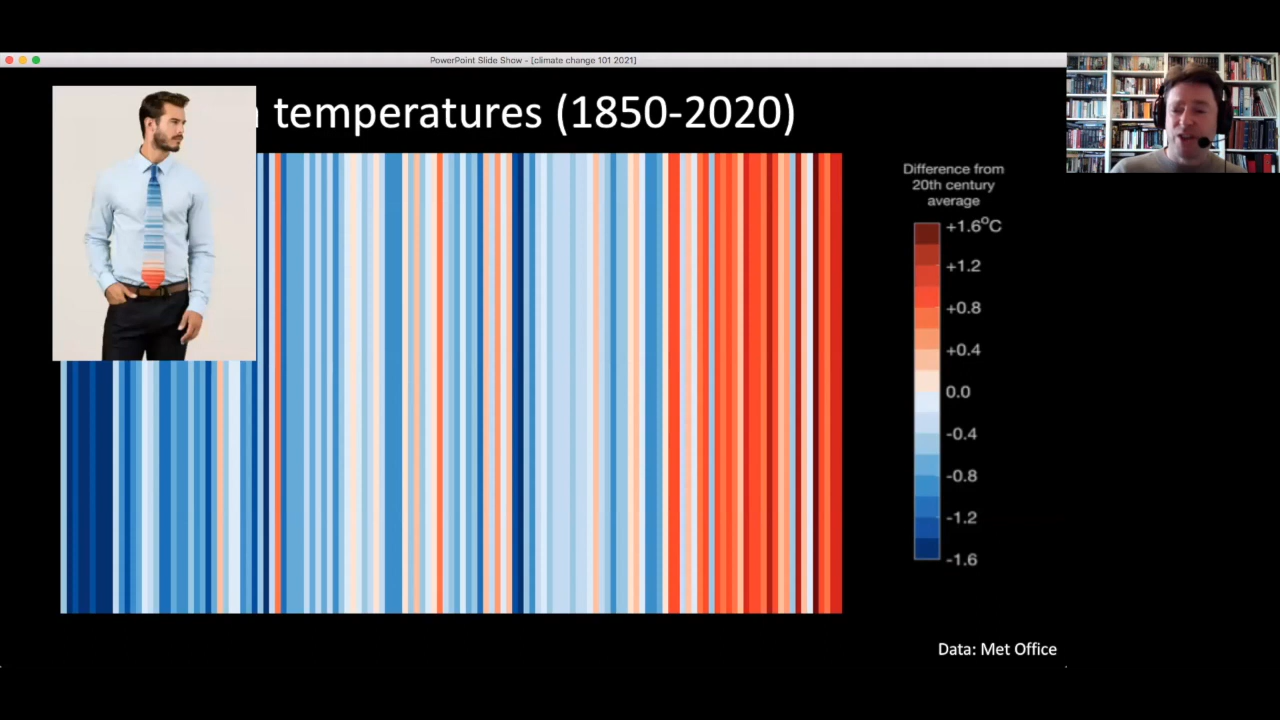 PowerPoint Slide Show - [climate change 101 2021]
temperatures (1850-2020)
Difference from
20th century
average
+1.6°C
+1.2
+0.8
+0.4
0.0
-0.4
-0.8
-1.2
-1.6
Data: Met Office